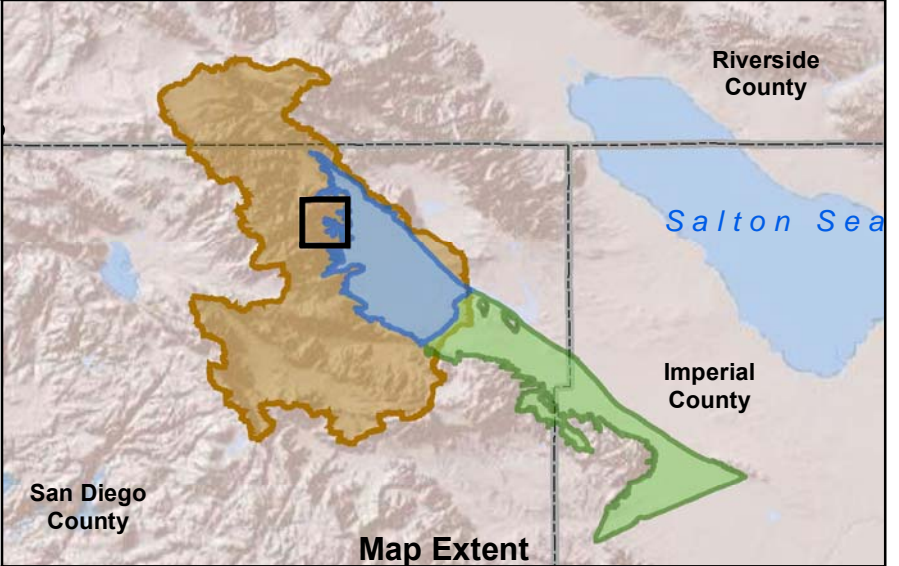 Riverside
County
Salton Sea
Imperial
County
San Diego
County
Map Extent